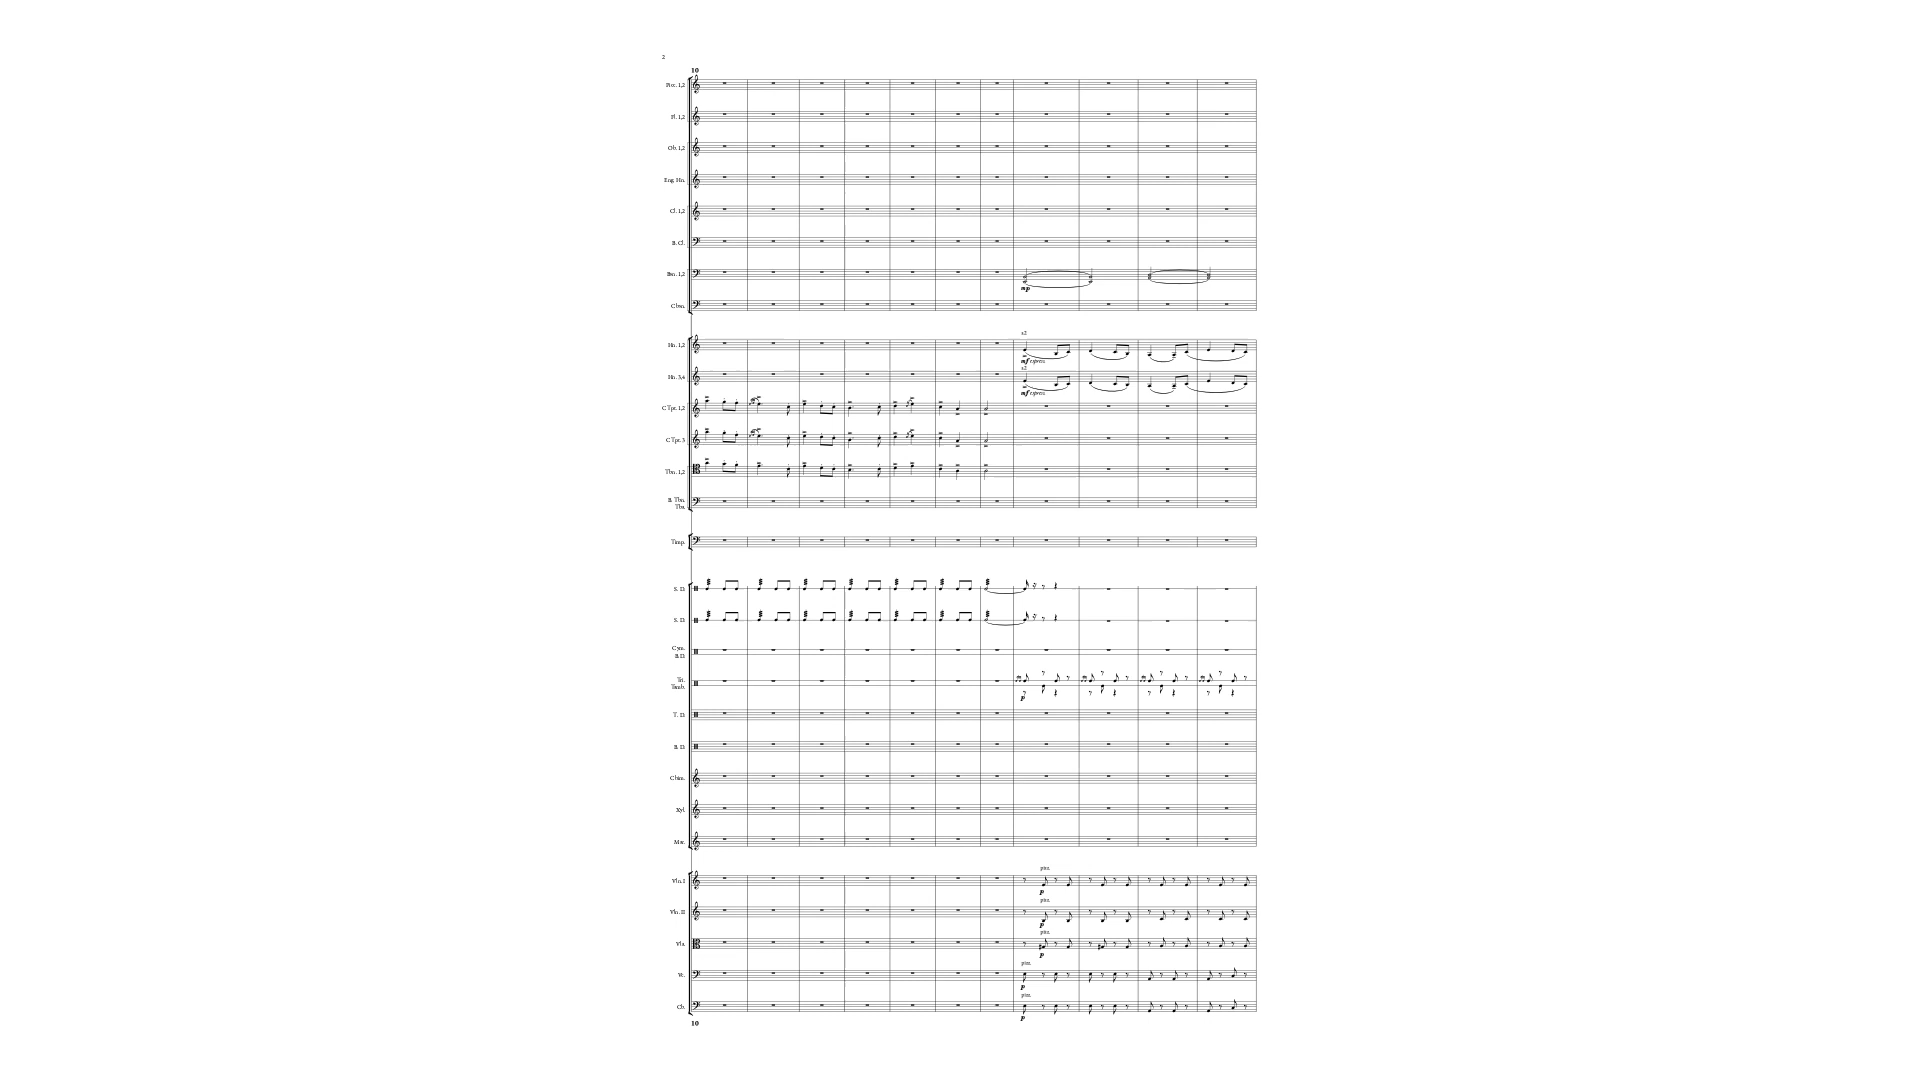 2
10
Picc. 1,2
Fl. 1,2
Ob. 1,2
Eng. Hn.
Cl. 1,2
B. Cl.
Bsn. 1,2
mp
Cbsn.
a2
Hn. 1,2
mf espress.
a2
Hn. 3,4
mf espress.
C Tpt. 1,2
C Tpt. 3
Tbn. 1,2
B. Tbn.
Tba.
Timp.
S. D.
S. D.
Cym.
B.D.
Tri.
Tamb.
p
T. D.
B. D.
Chim.
Xyl.
Mar.
pizz.
Vln. I
p
pizz.
Vln. II
p
pizz.
Vla.
p
pizz.
Vc.
p
pizz.
Cb.
p
10